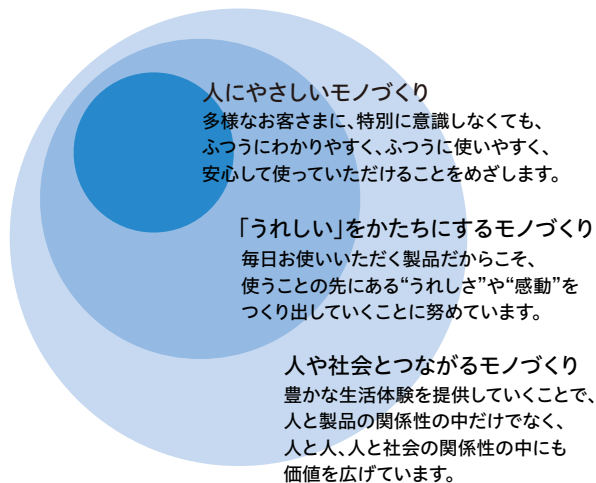 人にやさしいモノづくり
多様なお客さまに、特別に意識しなくても、
ふつうにわかりやすく、ふつうに使いやすく、
安心して使っていただけることをめざします。
「うれしい」をかたちにするモノづくり
毎日お使いいただく製品だからこそ、
使うことの先にある“うれしさ”や“感動”を
つくり出していくことに努めています。
人や社会とつながるモノづくり
豊かな生活体験を提供していくことで、
人と製品の関係性の中だけでなく、
人と人、人と社会の関係性の中にも
価値を広げています。